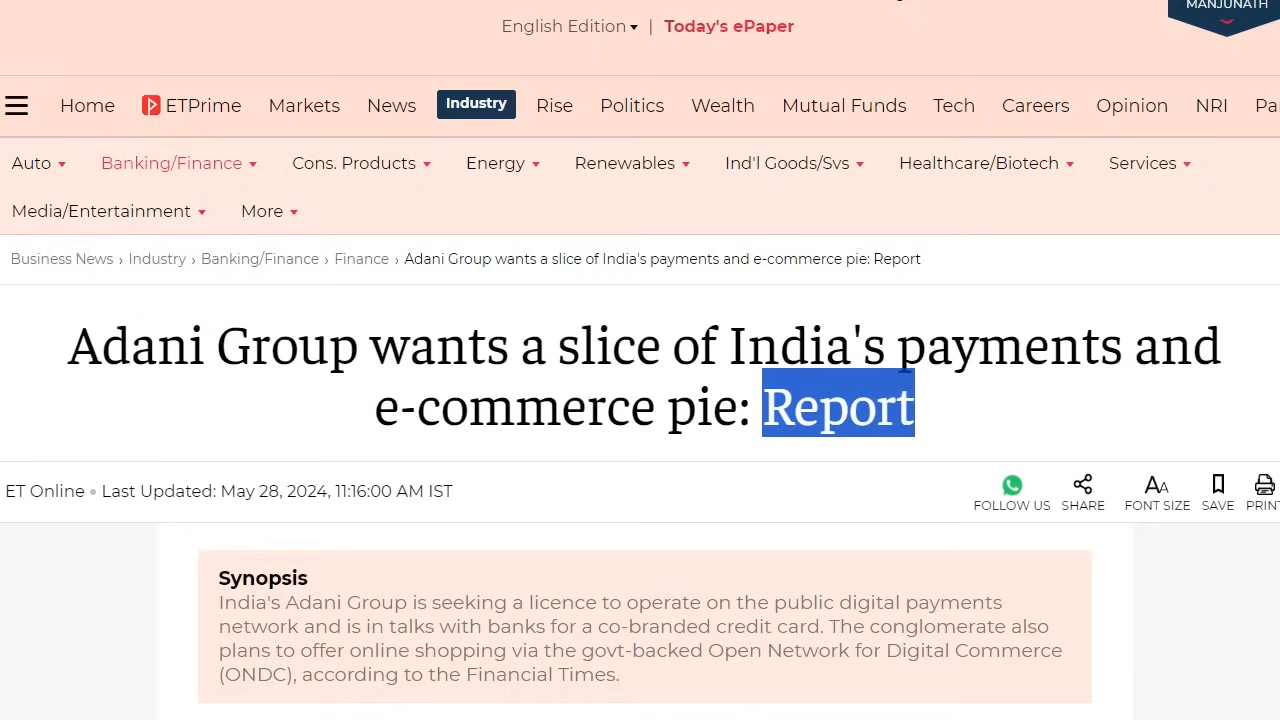 MANJUNATH
English Edition | Today's ePaper
Home ETPrime Markets News Industry Rise Politics Wealth Mutual Funds Tech Careers Opinion NRI
Auto Banking/Finance Cons. Products Energy Renewables Ind'l Goods/Svs Healthcare/Biotech Services
Media/Entertainment More
Business News › Industry › Banking/Finance › Finance › Adani Group wants a slice of India's payments and e-commerce pie: Report
Adani Group wants a slice of India's payments and
e-commerce pie: Report
ET Online • Last Updated: May 28, 2024, 11:16:00 AM IST
FOLLOW US SHARE FONT SIZE SAVE PRINT
Synopsis
India's Adani Group is seeking a licence to operate on the public digital payments
network and is in talks with banks for a co-branded credit card. The conglomerate also
plans to offer online shopping via the govt-backed Open Network for Digital Commerce
(ONDC), according to the Financial Times.